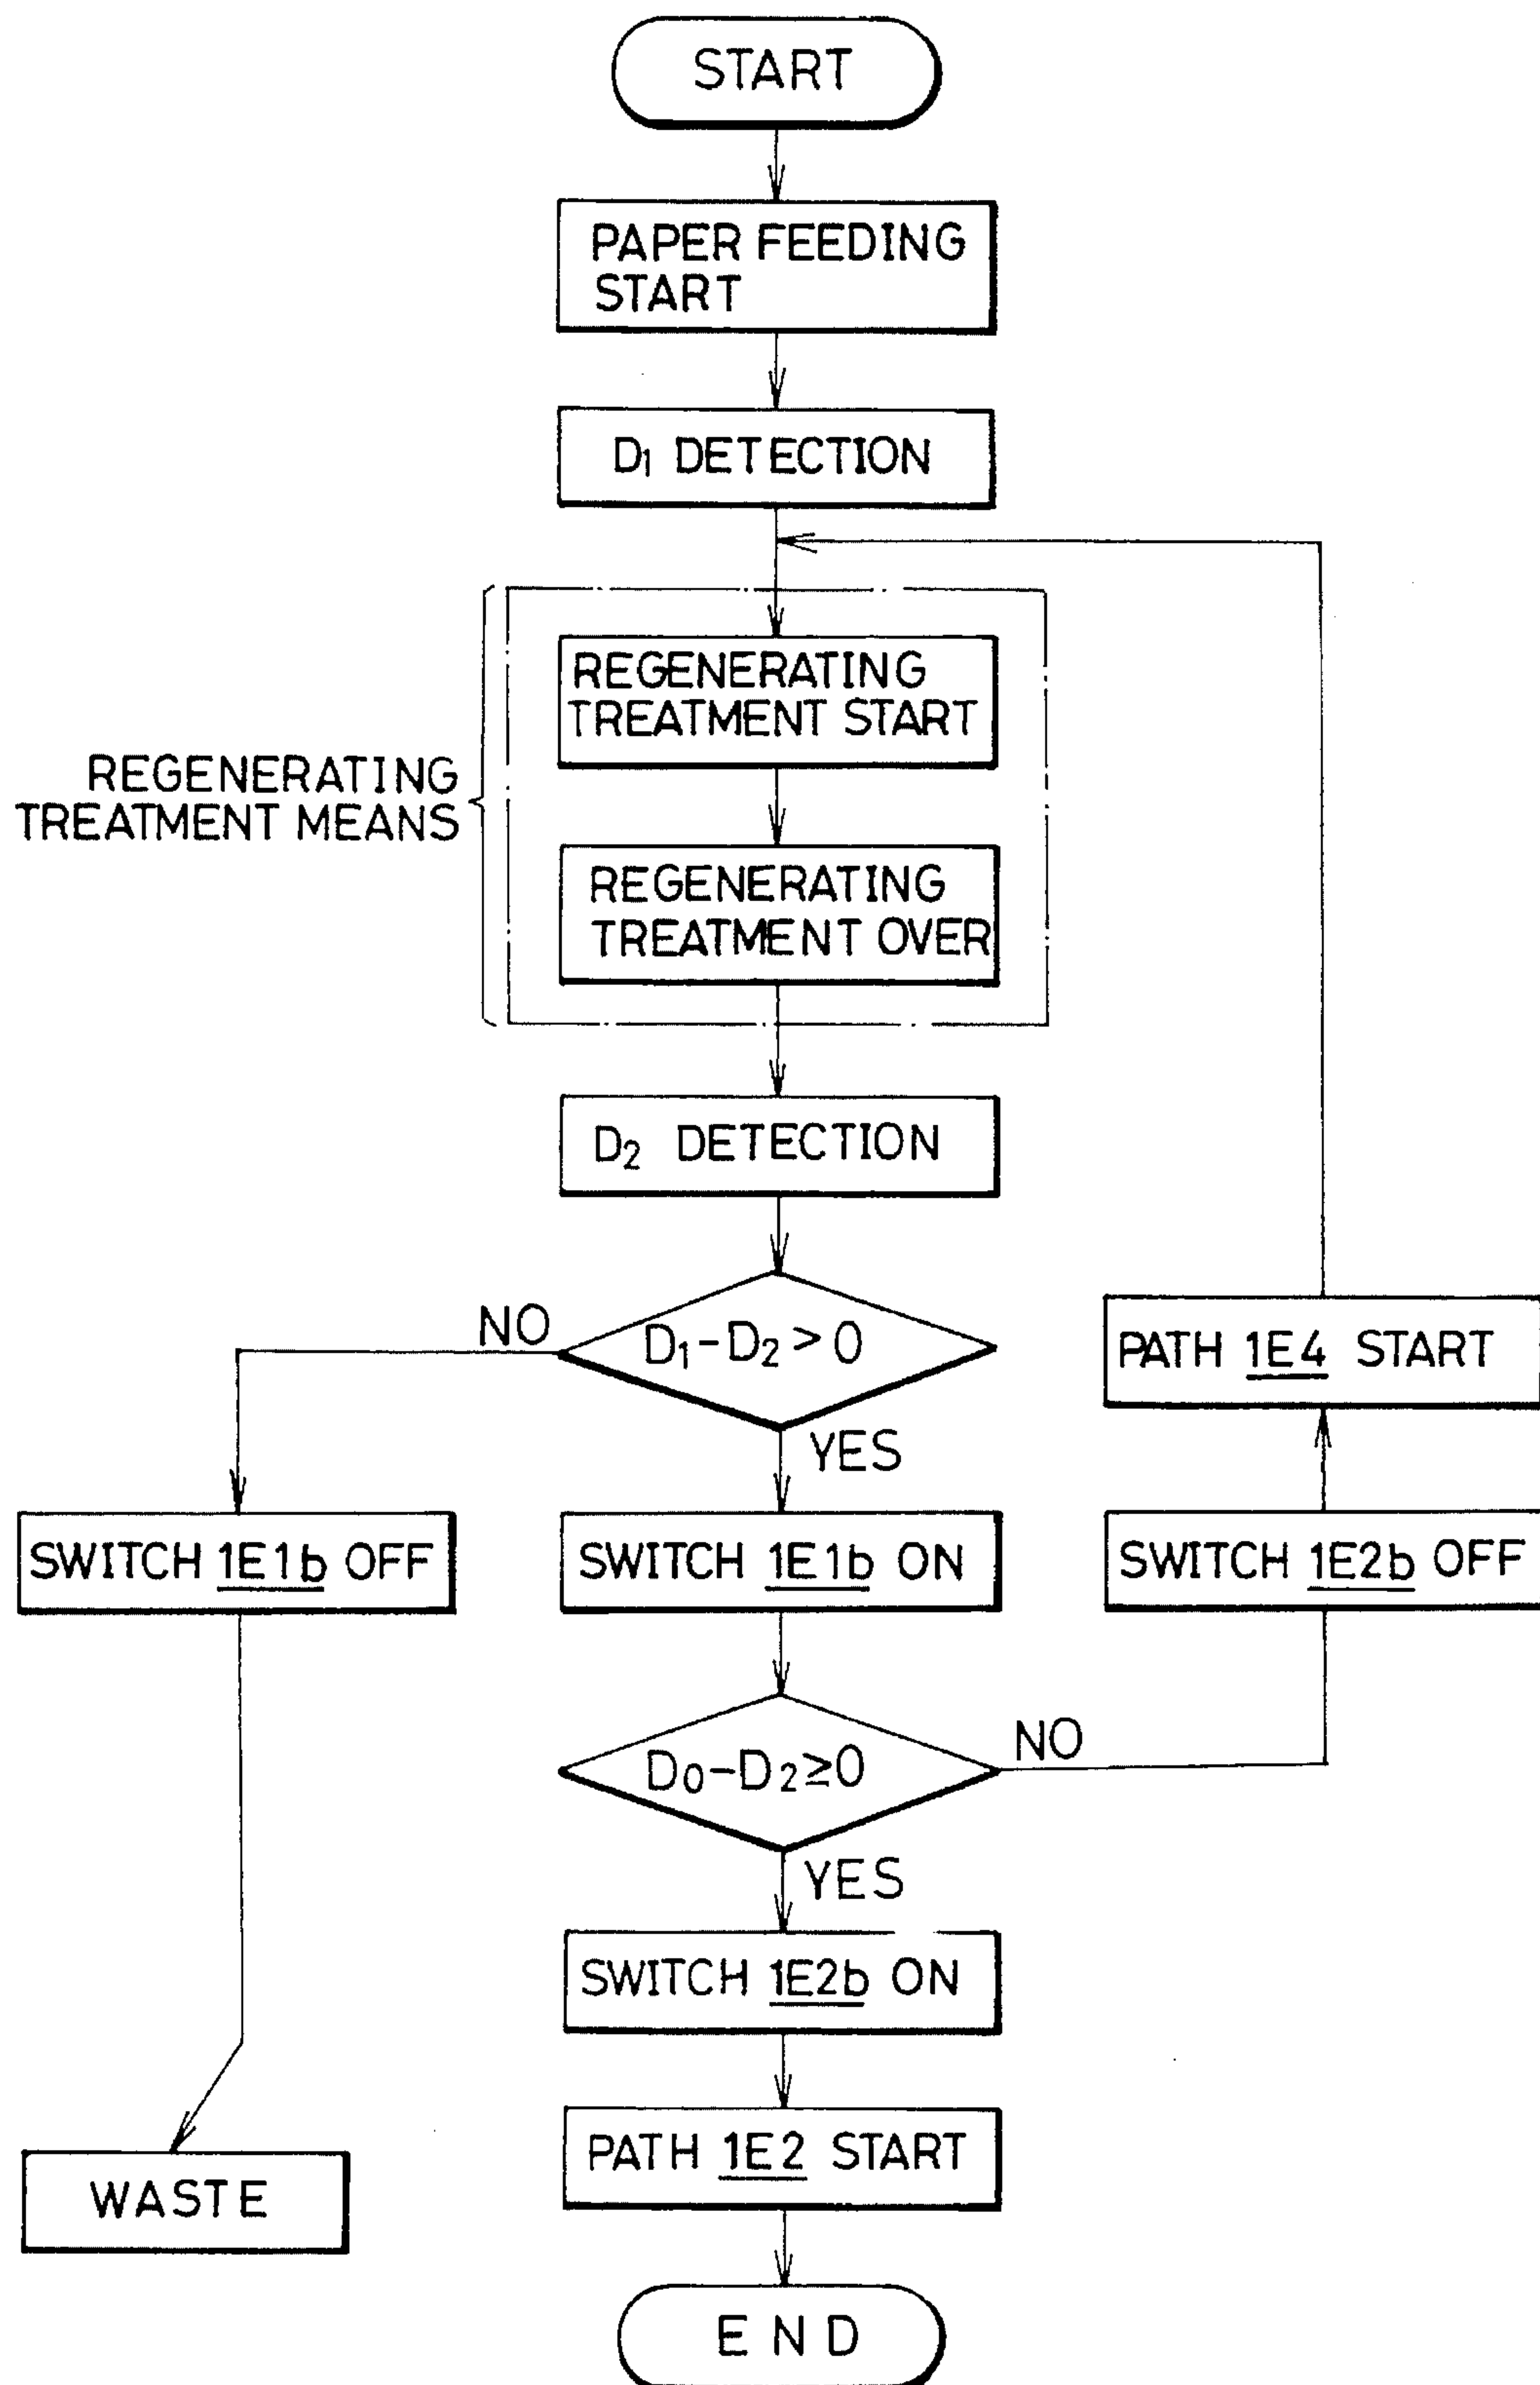 START
PAPER FEEDING
START
D₁ DETECTION
REGENERATING
TREATMENT START
REGENERATING
TREATMENT MEANS
REGENERATING
TREATMENT OVER
D₂ DETECTION
NO
D₁-D₂ > 0
PATH 1E4 START
YES
SWITCH 1E1b OFF
SWITCH 1E1b ON
SWITCH 1E2b OFF
D₀-D₂≥0
NO
YES
SWITCH 1E2b ON
PATH 1E2 START
WASTE
END